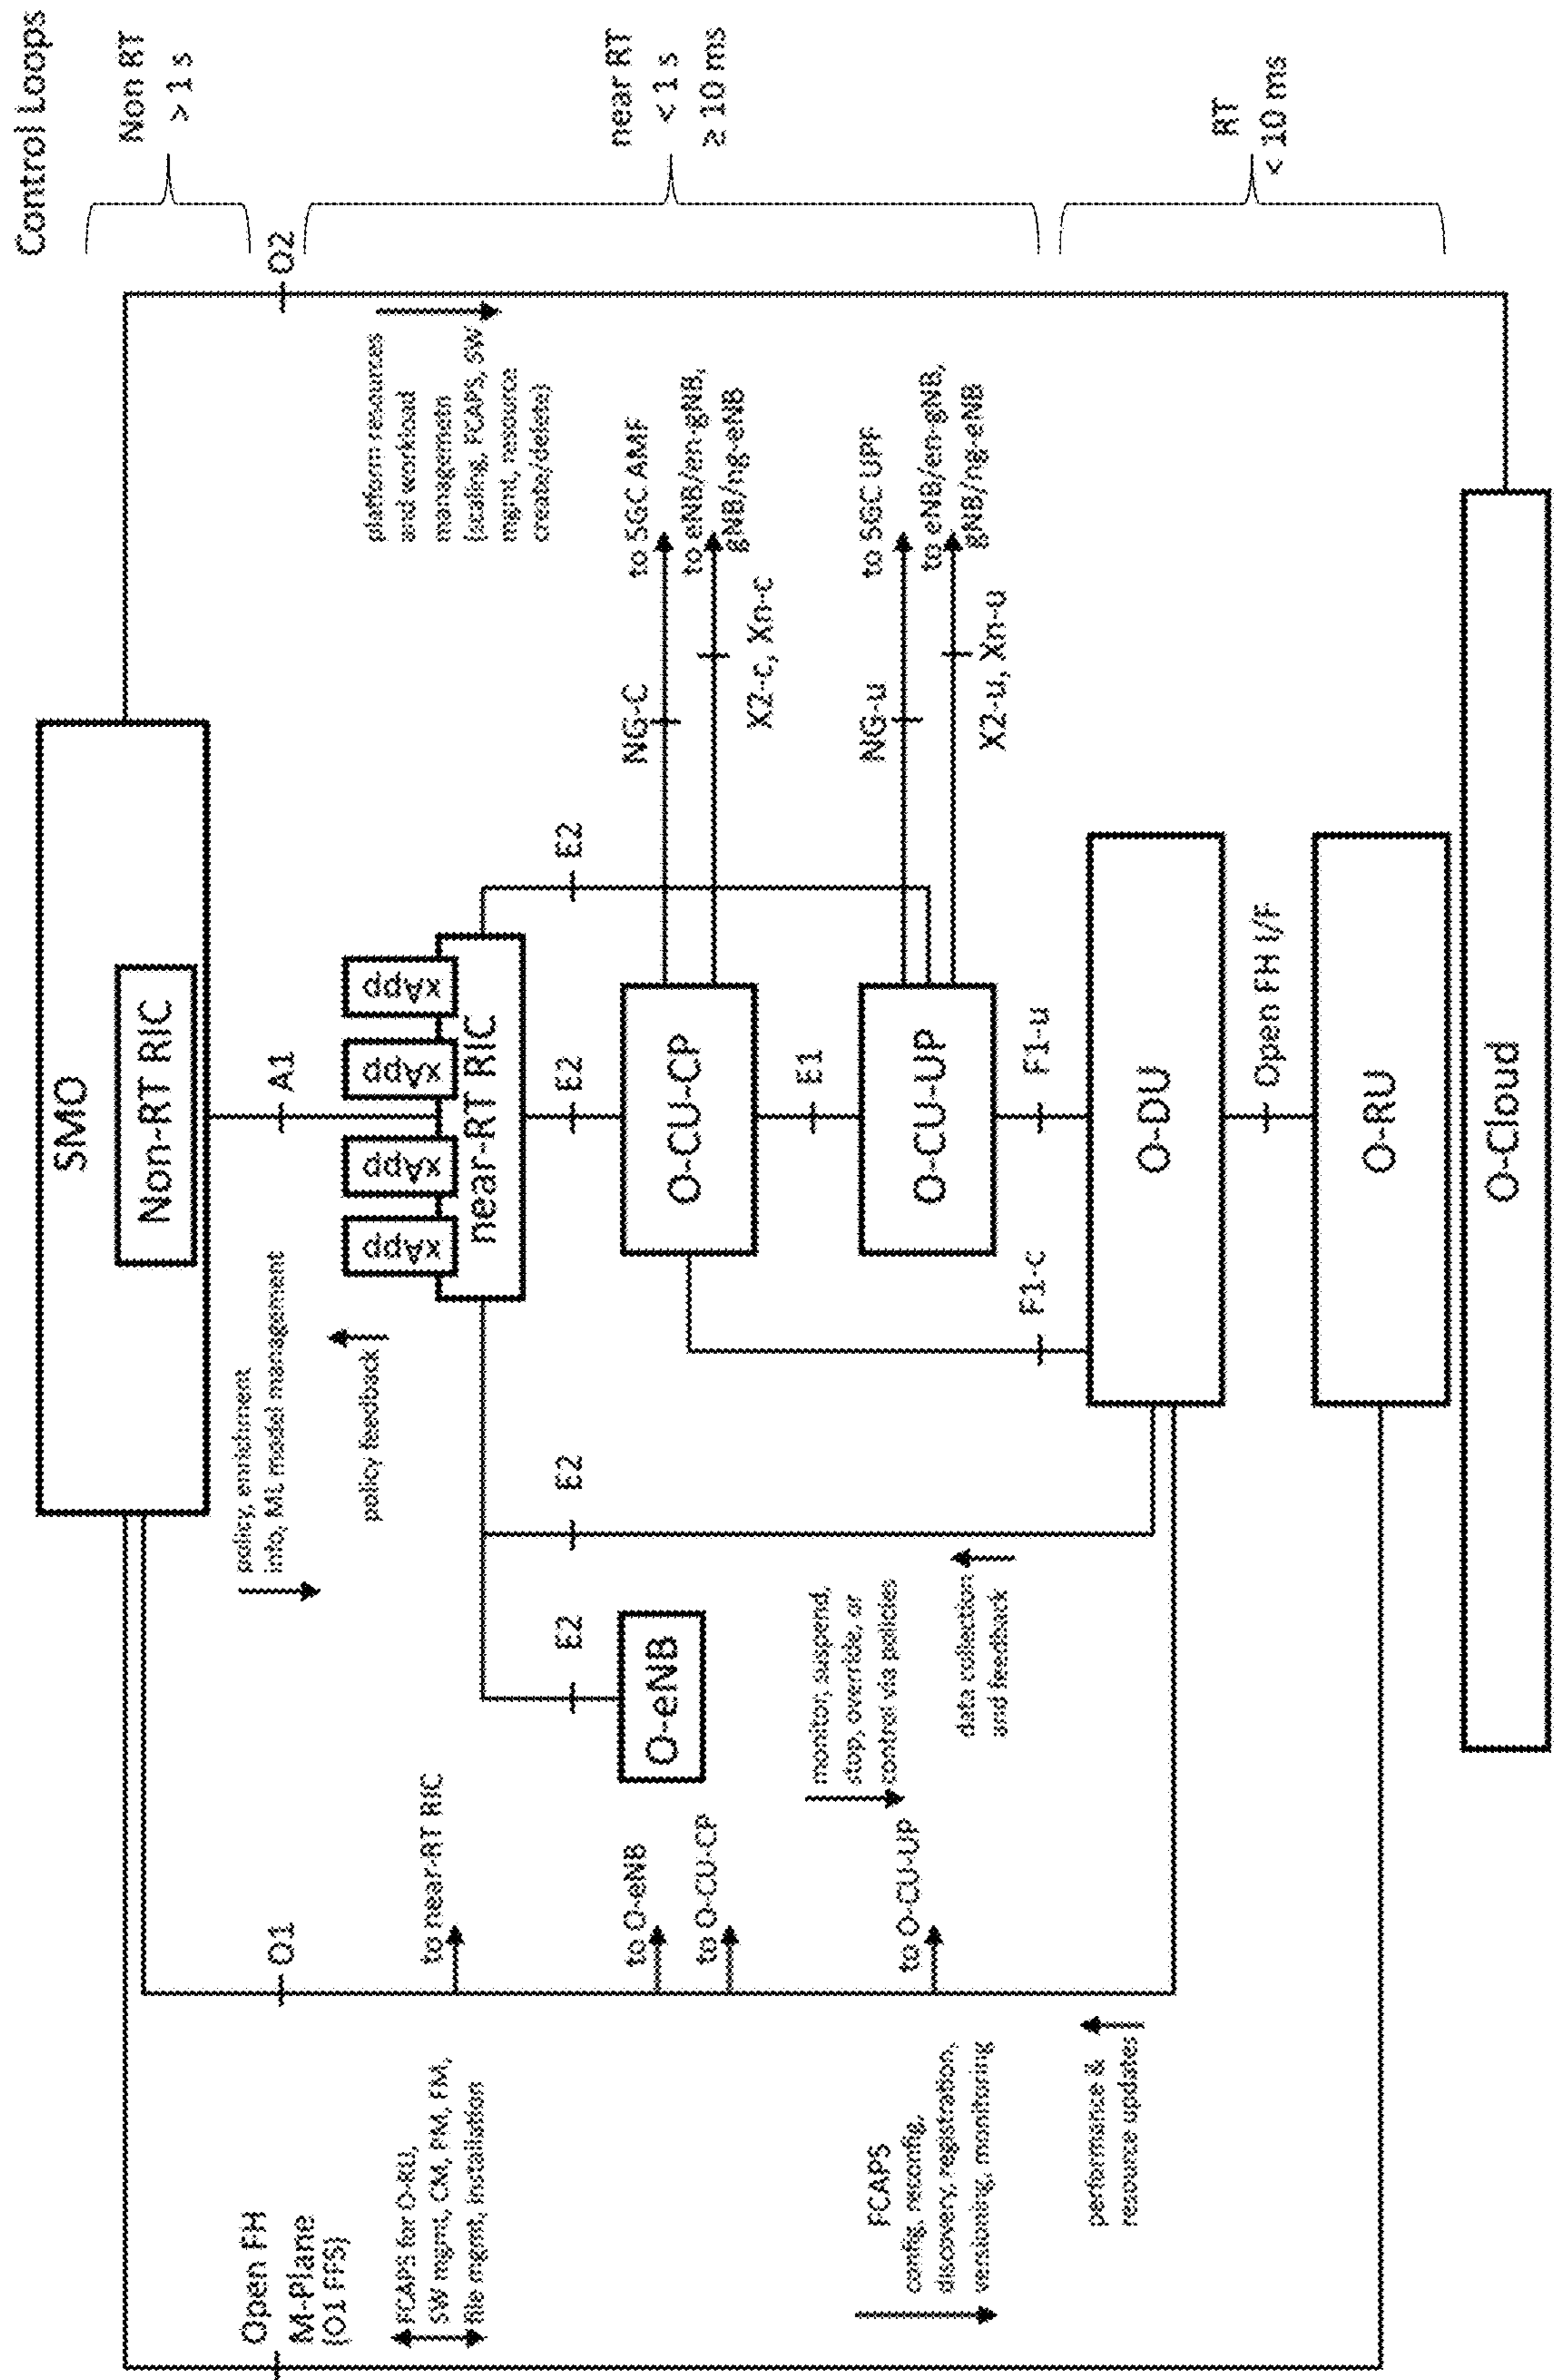 Control Loops
Non RT
> 1 s
near RT
< 1 s
≥ 10 ms
RT
< 10 ms
SMO
Non-RT RIC
O2
platform resources
and workload
managemetn
(scaling, FCAPS, SW
mgmt, resource
create/delete)
A1
policy, enrichment
info, ML model management
policy feedback
xApp
xApp
xApp
xApp
near-RT RIC
E2
E2
E2
E2
O-eNB
O-CU-CP
NG-C
to 5GC AMF
to eNB/en-gNB,
gNB/ng-eNB
X2-c, Xn-c
E1
O-CU-UP
NG-u
to 5GC UPF
to eNB/en-gNB,
gNB/ng-eNB
X2-u, Xn-u
F1-c
F1-u
O-DU
Open FH I/F
O-RU
O-Cloud
monitor, suspend,
stop, override, or
control via policies
data collection
and feedback
O1
to near-RT RIC
to O-eNB
to O-CU-CP
to O-CU-UP
Open FH
M-Plane
(O1 FFS)
FCAPS for O-RU,
SW mgmt, CM, PM, FM,
file mgmt, installation
FCAPS
config, reconfig,
discovery, registration,
versioning, monitoring
performance &
resource updates